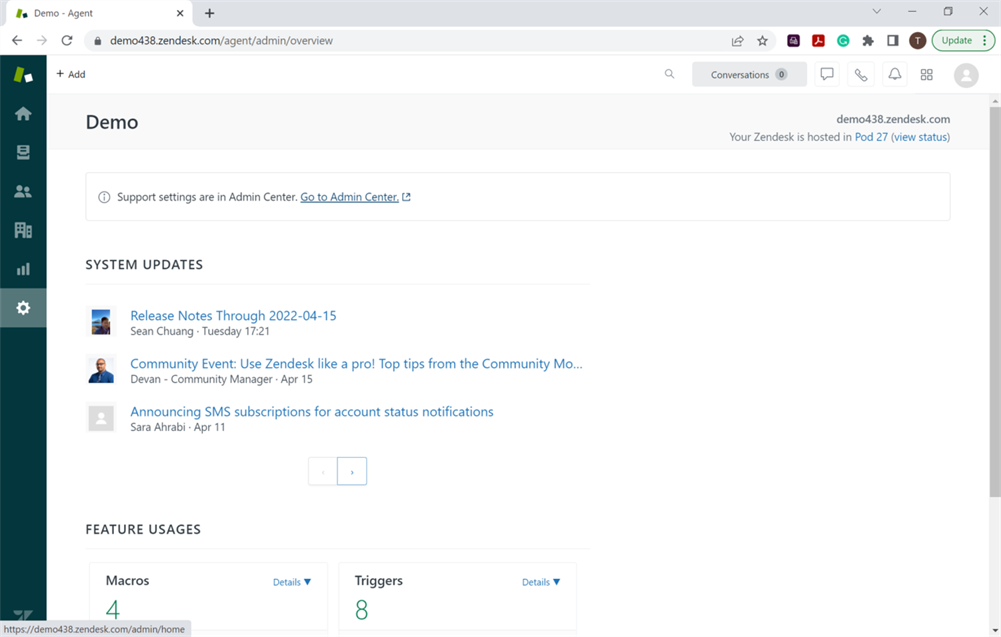 Demo - Agent
demo438.zendesk.com/agent/admin/overview
T
Update
+ Add
Conversations 0
Demo
demo438.zendesk.com
Your Zendesk is hosted in Pod 27 (view status)
Support settings are in Admin Center. Go to Admin Center.
SYSTEM UPDATES
Release Notes Through 2022-04-15
Sean Chuang · Tuesday 17:21
Community Event: Use Zendesk like a pro! Top tips from the Community Mo...
Devan - Community Manager · Apr 15
Announcing SMS subscriptions for account status notifications
Sara Ahrabi · Apr 11
‹ ›
FEATURE USAGES
Macros Details ▼
4
Triggers Details ▼
8
https://demo438.zendesk.com/admin/home